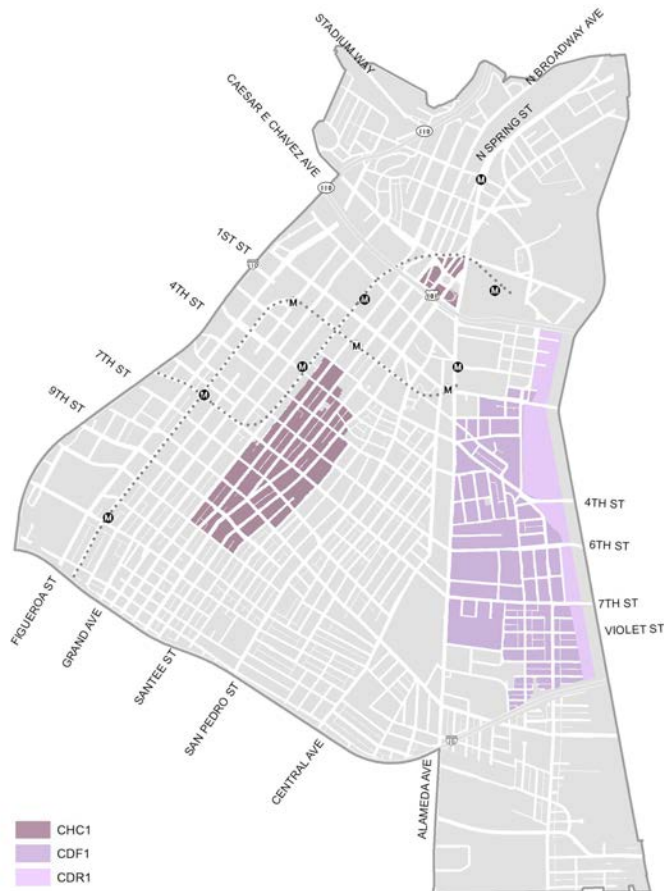 STADIUM WAY
N BROADWAY AVE
CAESAR E CHAVEZ AVE
N SPRING ST
110
M
110
1ST ST
110
M
101
M
4TH ST
M
M
M
M
7TH ST
M
M
9TH ST
4TH ST
M
6TH ST
7TH ST
FIGUEROA ST
VIOLET ST
GRAND AVE
SANTEE ST
SAN PEDRO ST
CENTRAL AVE
ALAMEDA AVE
CHC1
CDF1
CDR1